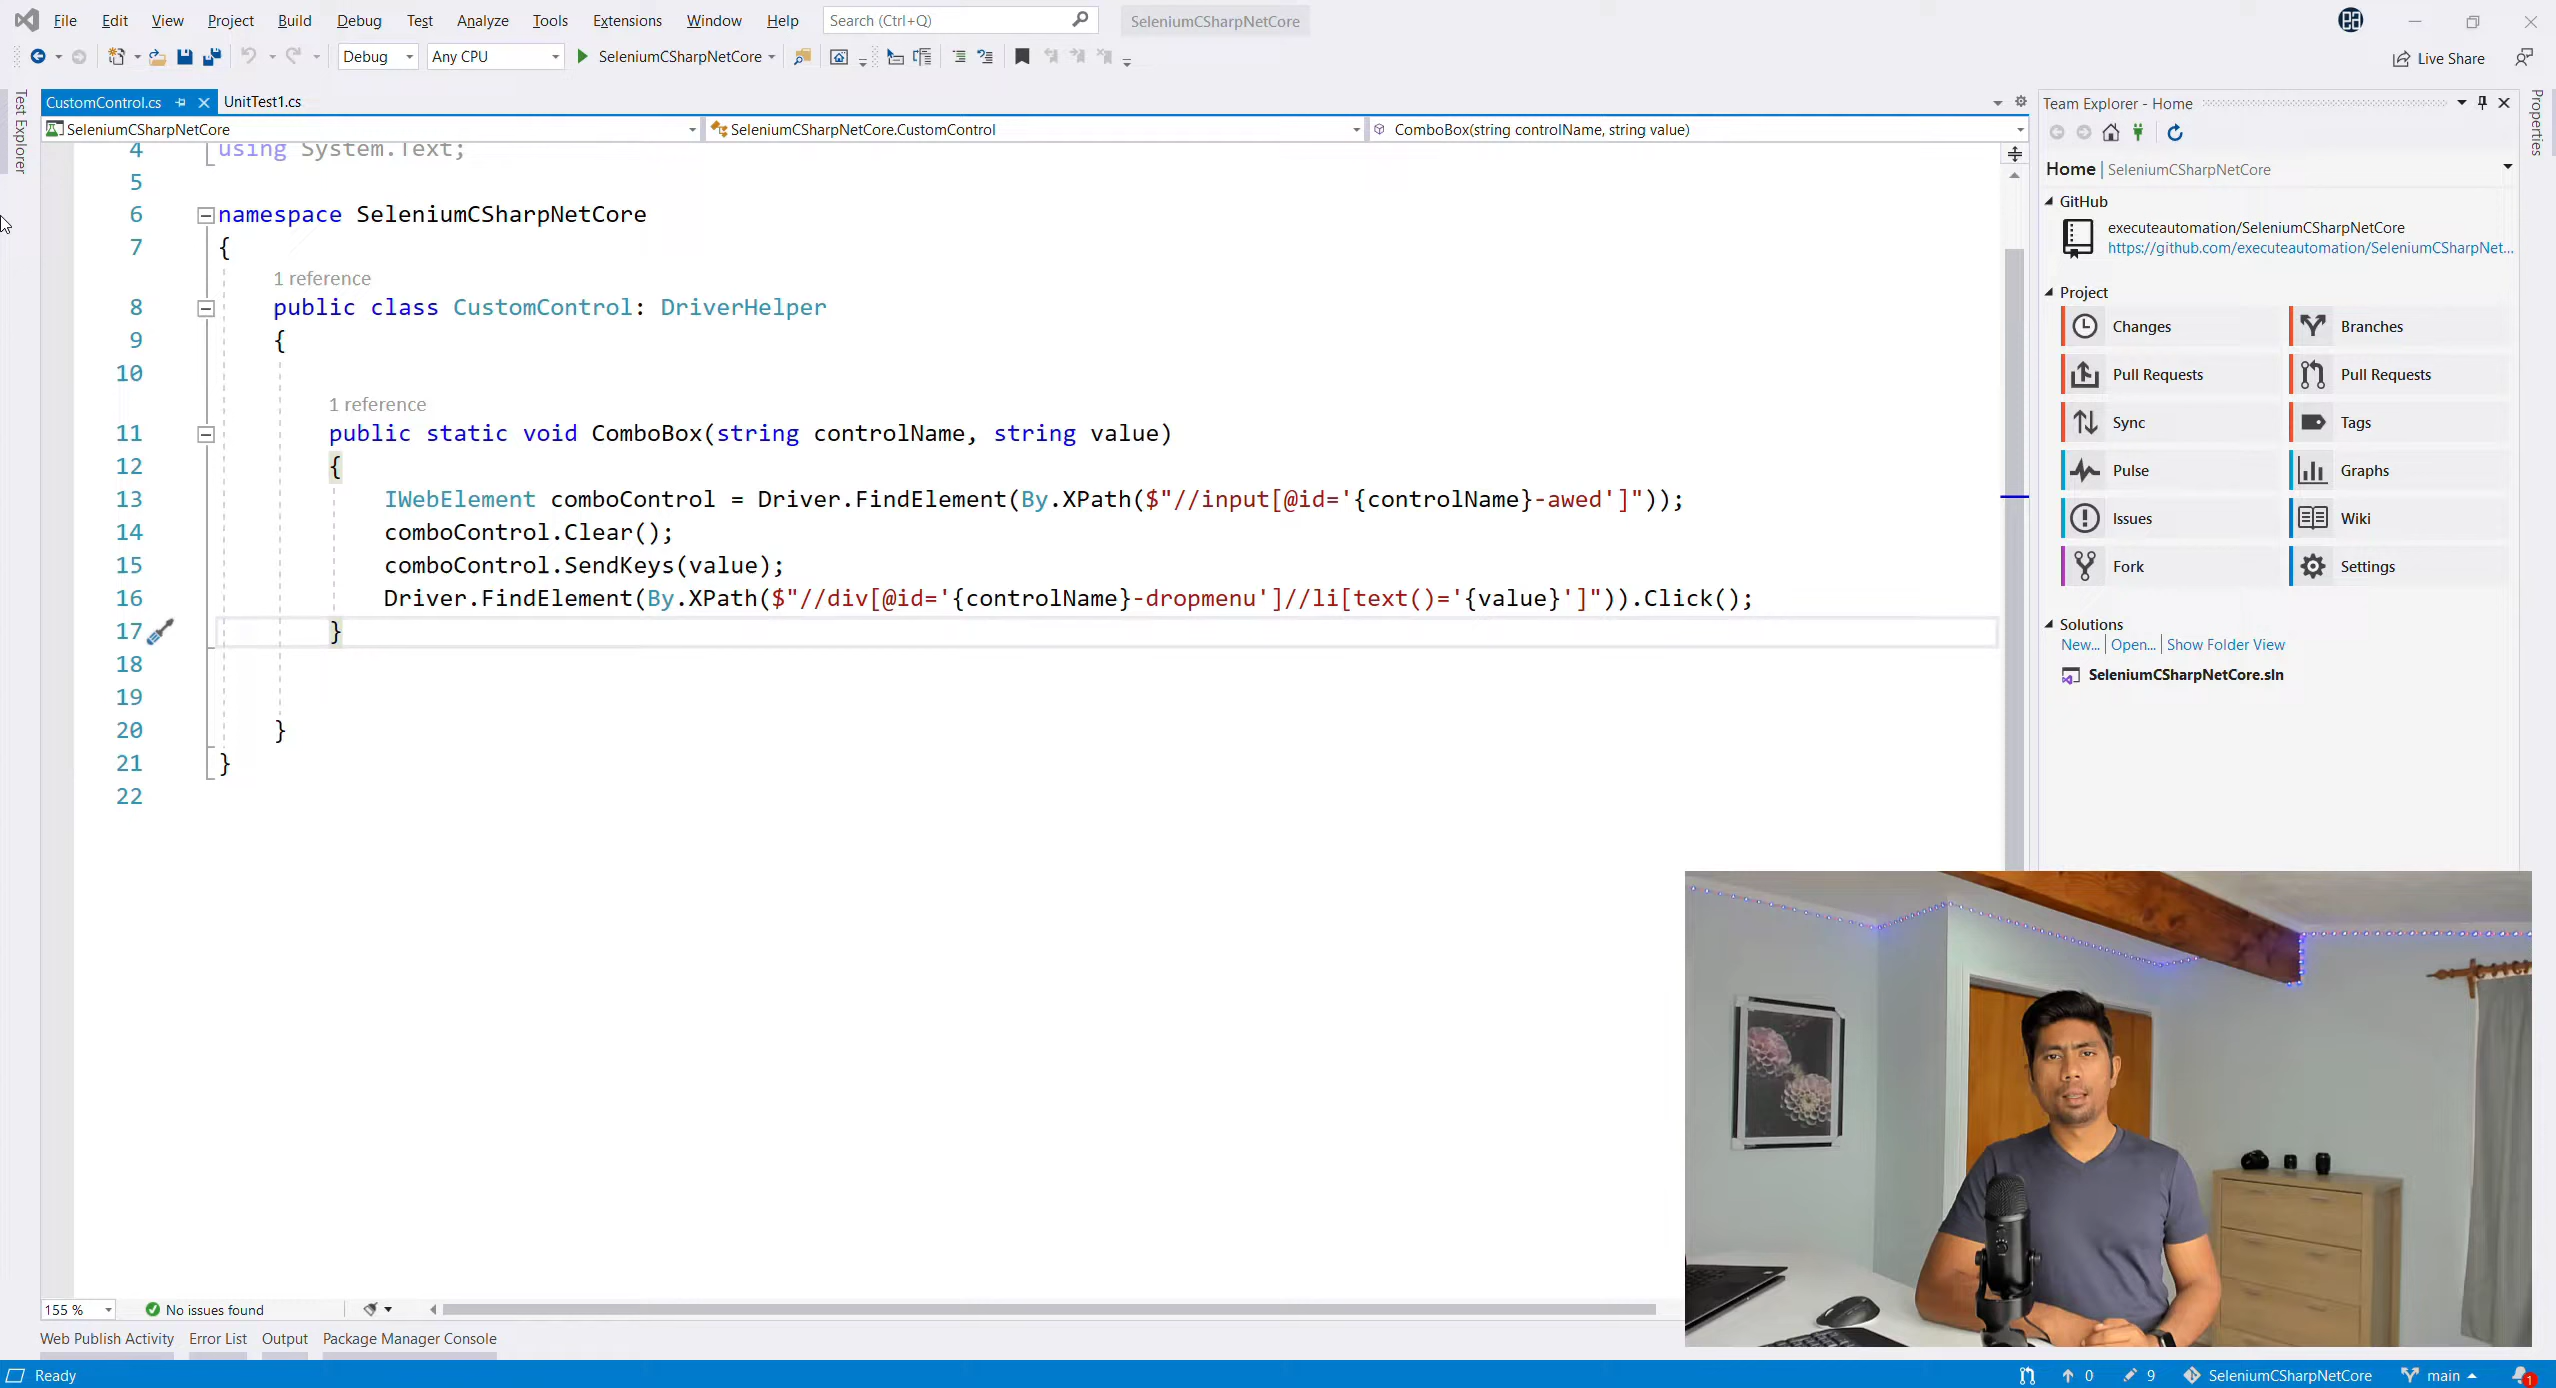 File Edit View Project Build Debug Test Analyze Tools Extensions Window Help Search (Ctrl+Q) SeleniumCSharpNetCore
Debug Any CPU SeleniumCSharpNetCore Live Share
Test Explorer
CustomControl.cs UnitTest1.cs
SeleniumCSharpNetCore SeleniumCSharpNetCore.CustomControl ComboBox(string controlName, string value)
4 using System.Text;
5
6 namespace SeleniumCSharpNetCore
7 {
1 reference
8 public class CustomControl: DriverHelper
9 {
10
1 reference
11 public static void ComboBox(string controlName, string value)
12 {
13 IWebElement comboControl = Driver.FindElement(By.XPath($"//input[@id='{controlName}-awed']"));
14 comboControl.Clear();
15 comboControl.SendKeys(value);
16 Driver.FindElement(By.XPath($"//div[@id='{controlName}-dropmenu']//li[text()='{value}']")).Click();
17 }
18
19
20 }
21 }
22
155 % No issues found
Web Publish Activity Error List Output Package Manager Console
Team Explorer - Home
Home | SeleniumCSharpNetCore
GitHub
executeautomation/SeleniumCSharpNetCore
https://github.com/executeautomation/SeleniumCSharpNet...
Project
Changes Branches
Pull Requests Pull Requests
Sync Tags
Pulse Graphs
Issues Wiki
Fork Settings
Solutions
New... | Open... | Show Folder View
SeleniumCSharpNetCore.sln
Properties
Ready 0 9 SeleniumCSharpNetCore main 1